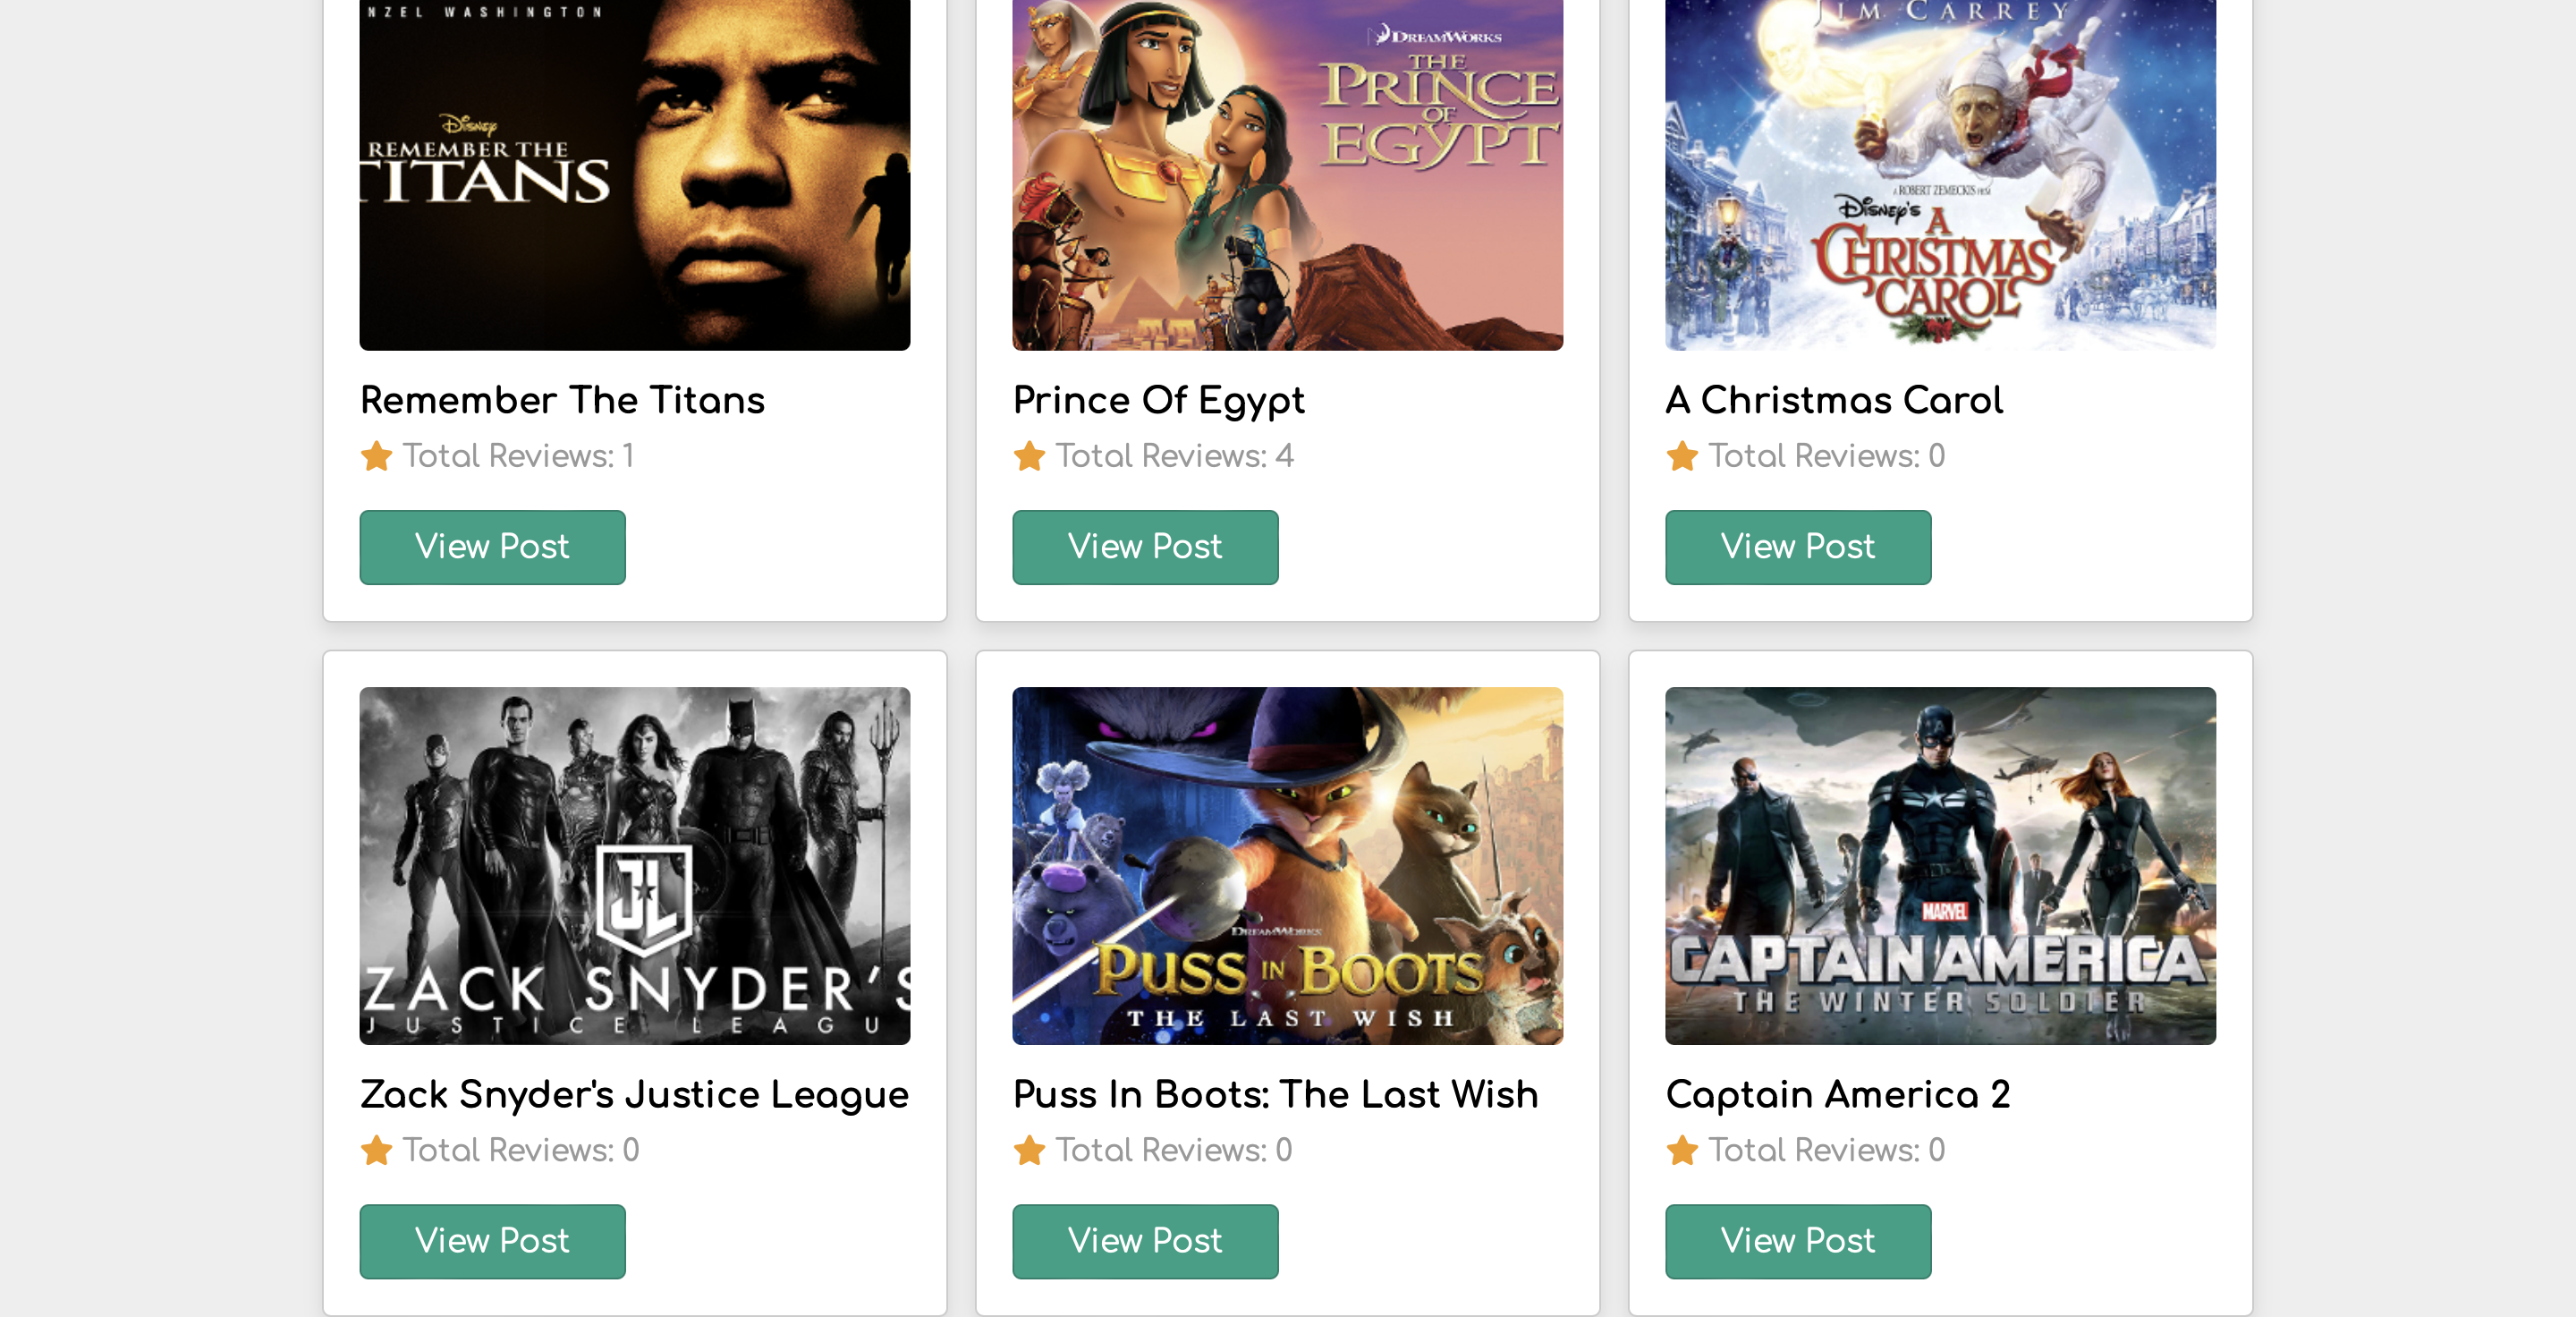 NZEL WASHINGTON
Disney
REMEMBER THE
TITANS
Remember The Titans
Total Reviews: 1
View Post
DREAMWORKS
THE
PRINCE
OF
EGYPT
Prince Of Egypt
Total Reviews: 4
View Post
JIM CARREY
A ROBERT ZEMECKIS FILM
Disney's
A
CHRISTMAS
CAROL
A Christmas Carol
Total Reviews: 0
View Post
JL
ZACK SNYDER'S
JUSTICE LEAGU
Zack Snyder's Justice League
Total Reviews: 0
View Post
DREAMWORKS
PUSS IN BOOTS
THE LAST WISH
Puss In Boots: The Last Wish
Total Reviews: 0
View Post
MARVEL
CAPTAIN AMERICA
THE WINTER SOLDIER
Captain America 2
Total Reviews: 0
View Post